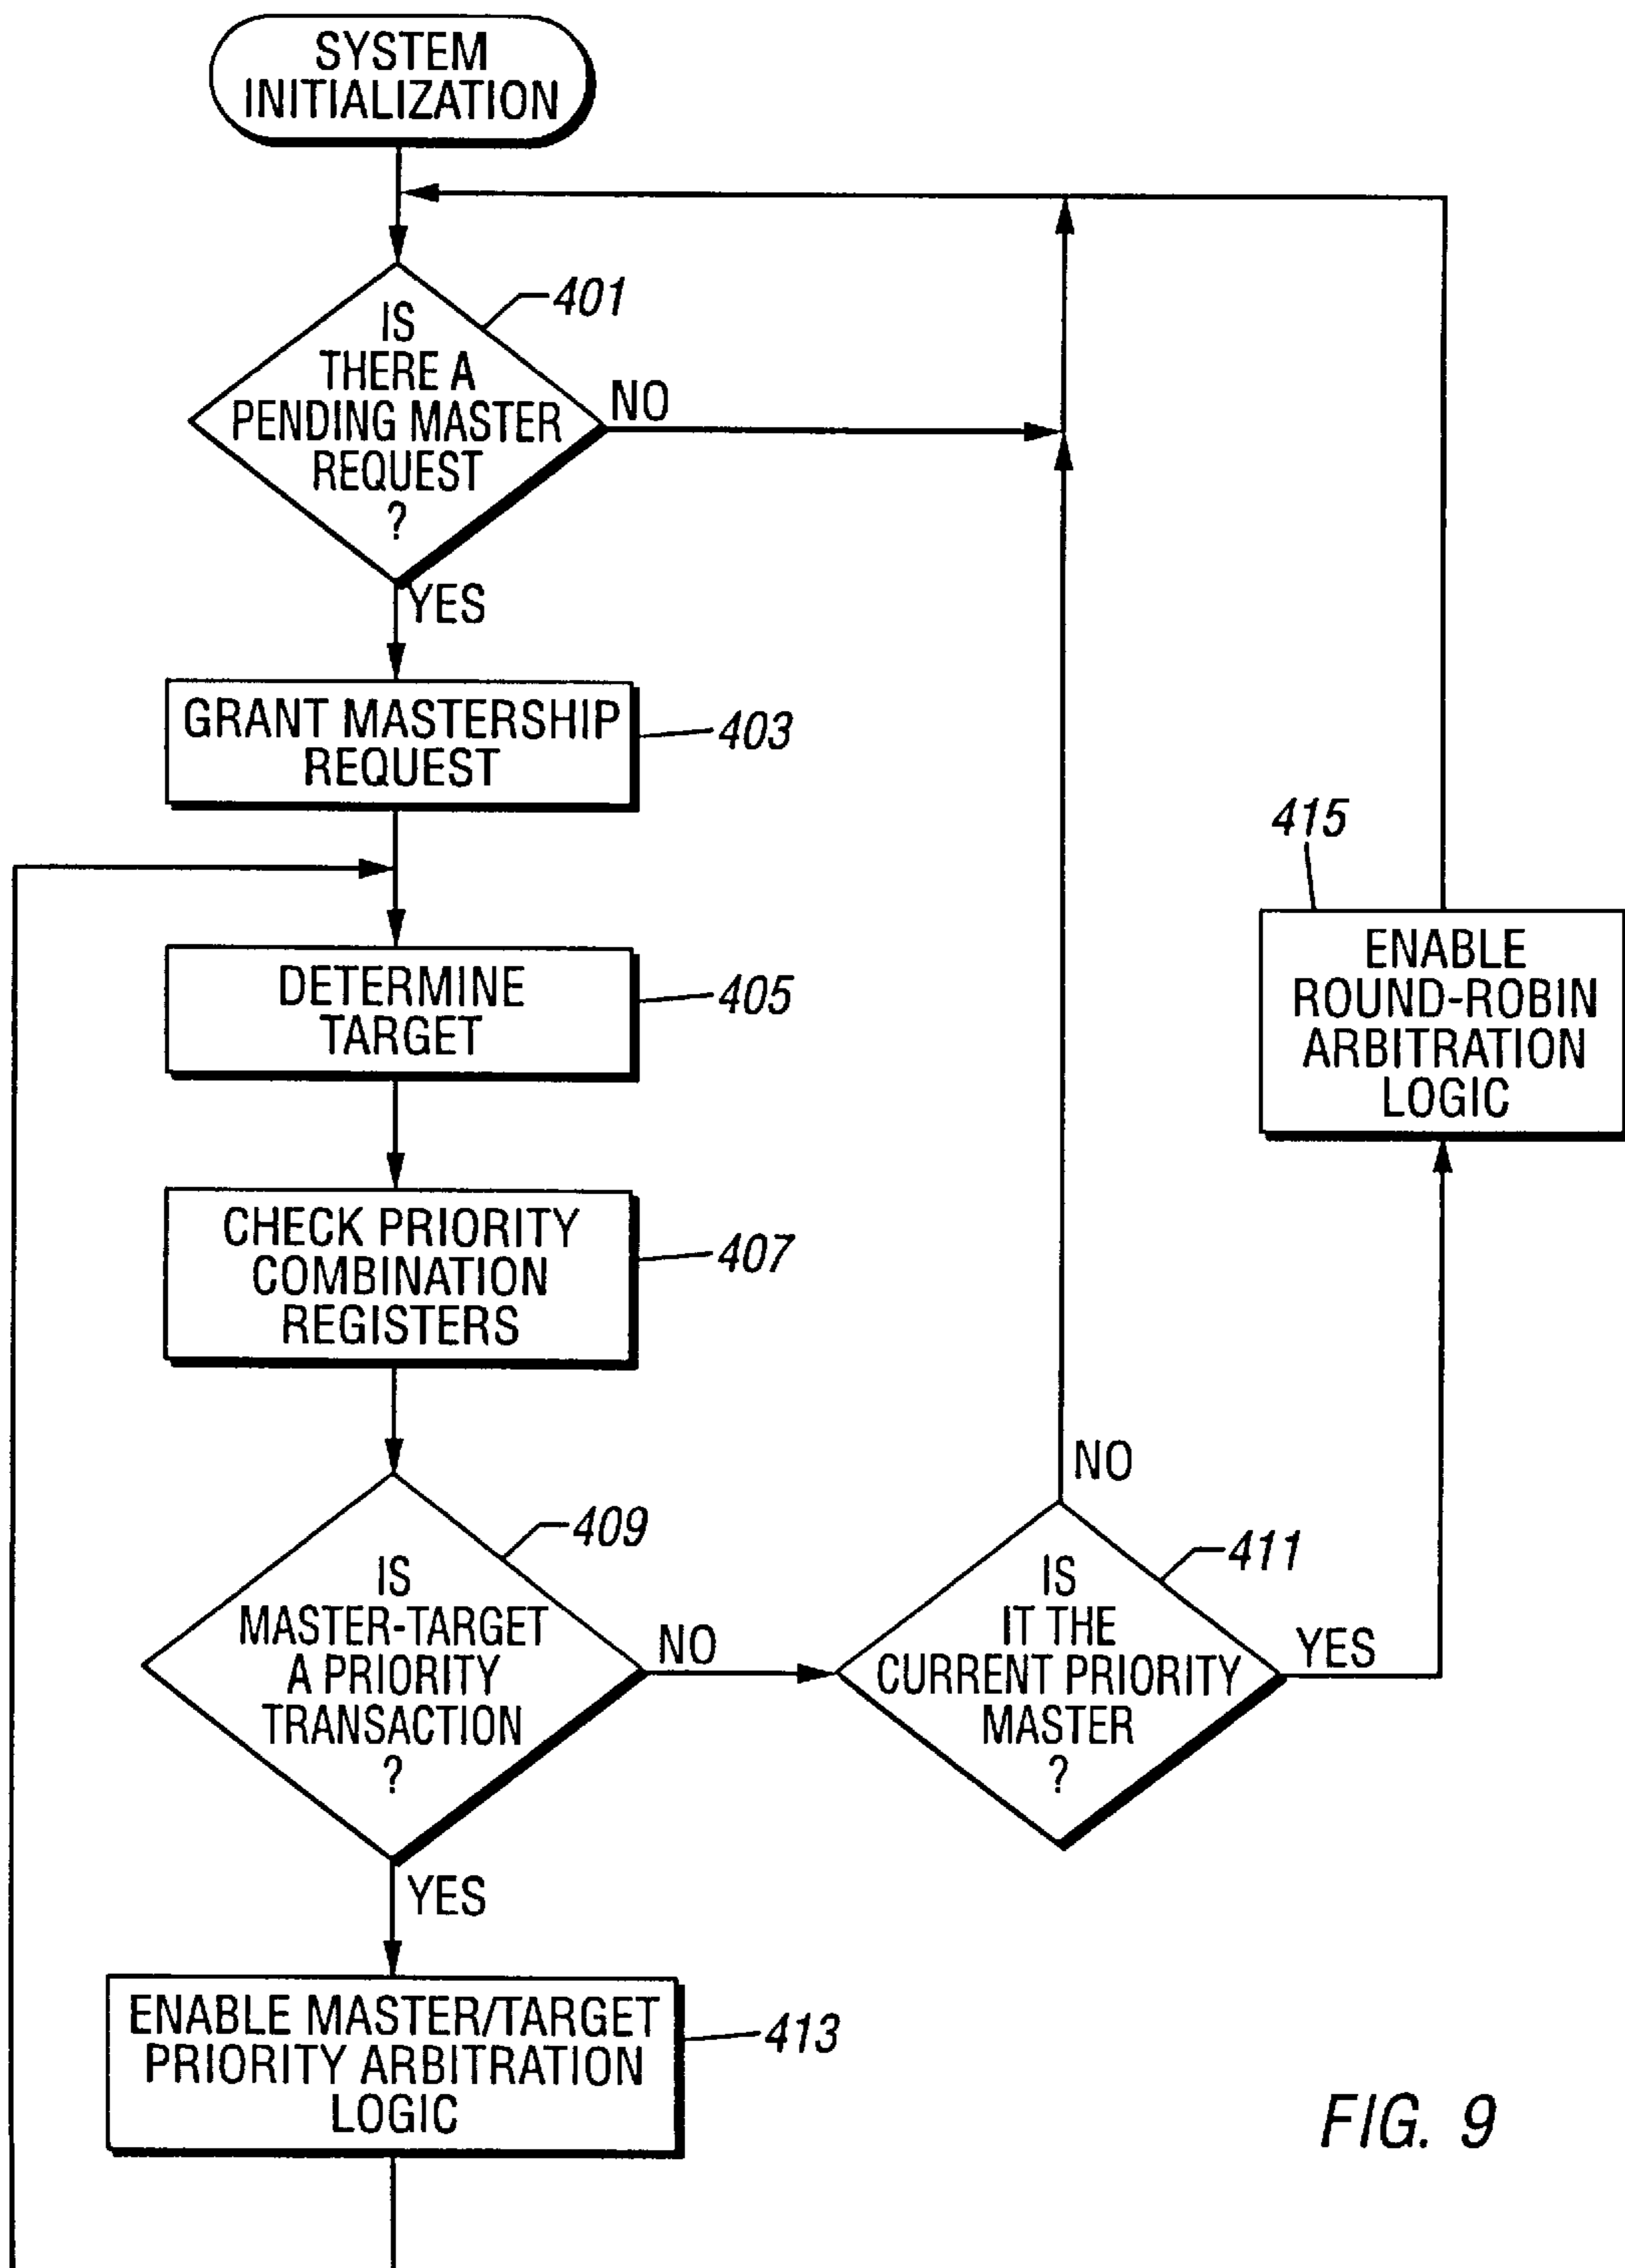 SYSTEM
INITIALIZATION
401
IS
THERE A
PENDING MASTER
REQUEST
?
NO
YES
GRANT MASTERSHIP
REQUEST
403
DETERMINE
TARGET
405
415
ENABLE
ROUND-ROBIN
ARBITRATION
LOGIC
CHECK PRIORITY
COMBINATION
REGISTERS
407
409
IS
MASTER-TARGET
A PRIORITY
TRANSACTION
?
NO
YES
NO
411
IS
IT THE
CURRENT PRIORITY
MASTER
?
YES
ENABLE MASTER/TARGET
PRIORITY ARBITRATION
LOGIC
413
FIG. 9